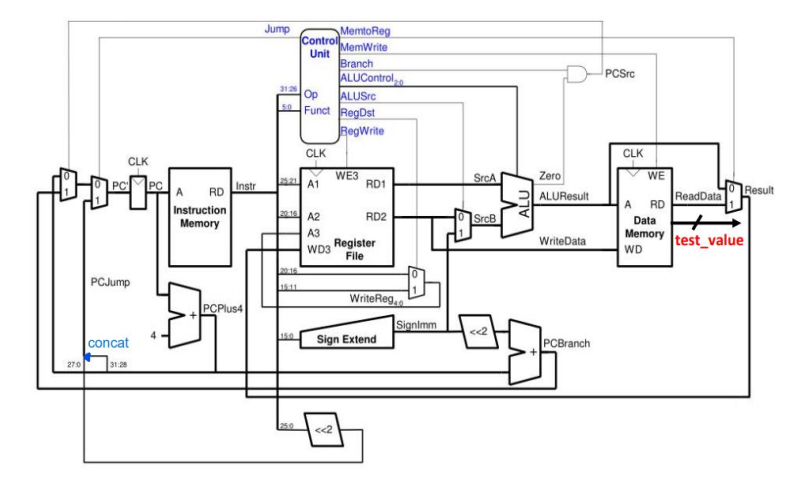 Jump
MemtoReg
Control
Unit
MemWrite
Branch
ALUControl2:0
PCSrc
31:26
Op
ALUSrc
5:0
Funct
RegDst
RegWrite
CLK
CLK
CLK
0
1
0
1
PC'
PC
A
RD
Instr
Instruction
Memory
25:21
A1
WE3
RD1
SrcA
Zero
WE
20:16
A2
RD2
0
1
SrcB
ALU
ALUResult
A
RD
ReadData
0
1
Result
A3
Data
Memory
WD3
Register
File
WriteData
WD
test_value
20:16
0
PCJump
15:11
1
WriteReg4:0
PCPlus4
+
4
SignImm
<<2
15:0
Sign Extend
PCBranch
+
concat
27:0
31:28
25:0
<<2